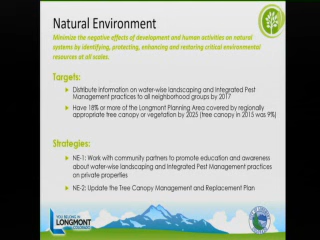 Natural Environment
Minimize the negative effects of development and human activities on natural
systems by identifying, protecting, enhancing and restoring critical environmental
resources at all scales.
Targets:
Distribute information on water-wise landscaping and Integrated Pest
Management practices to all neighborhood groups by 2017
Have 18% or more of the Longmont Planning Area covered by regionally
appropriate tree canopy or vegetation by 2025 (tree canopy in 2015 was 9%)
Strategies:
NE-1: Work with community partners to promote education and awareness
about water-wise landscaping and Integrated Pest Management practices
on private properties
NE-2: Update the Tree Canopy Management and Replacement Plan
YOU BELONG IN
LONGMONT
COLORADO